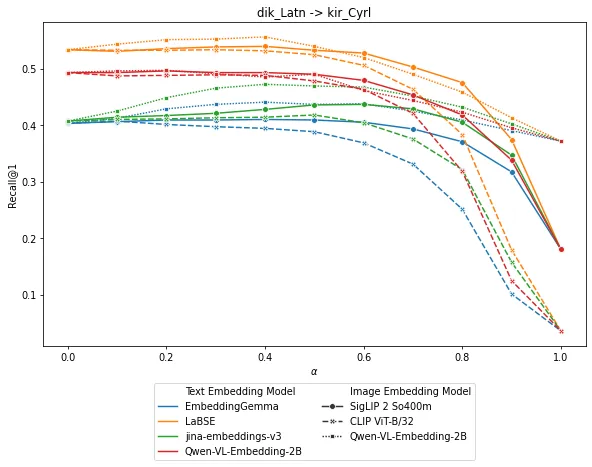 dik_Latn -> kir_Cyrl
Recall@1
0.5
0.4
0.3
0.2
0.1
0.0 0.2 0.4 0.6 0.8 1.0
α
Text Embedding Model Image Embedding Model
EmbeddingGemma SigLIP 2 So400m
LaBSE CLIP ViT-B/32
jina-embeddings-v3 Qwen-VL-Embedding-2B
Qwen-VL-Embedding-2B